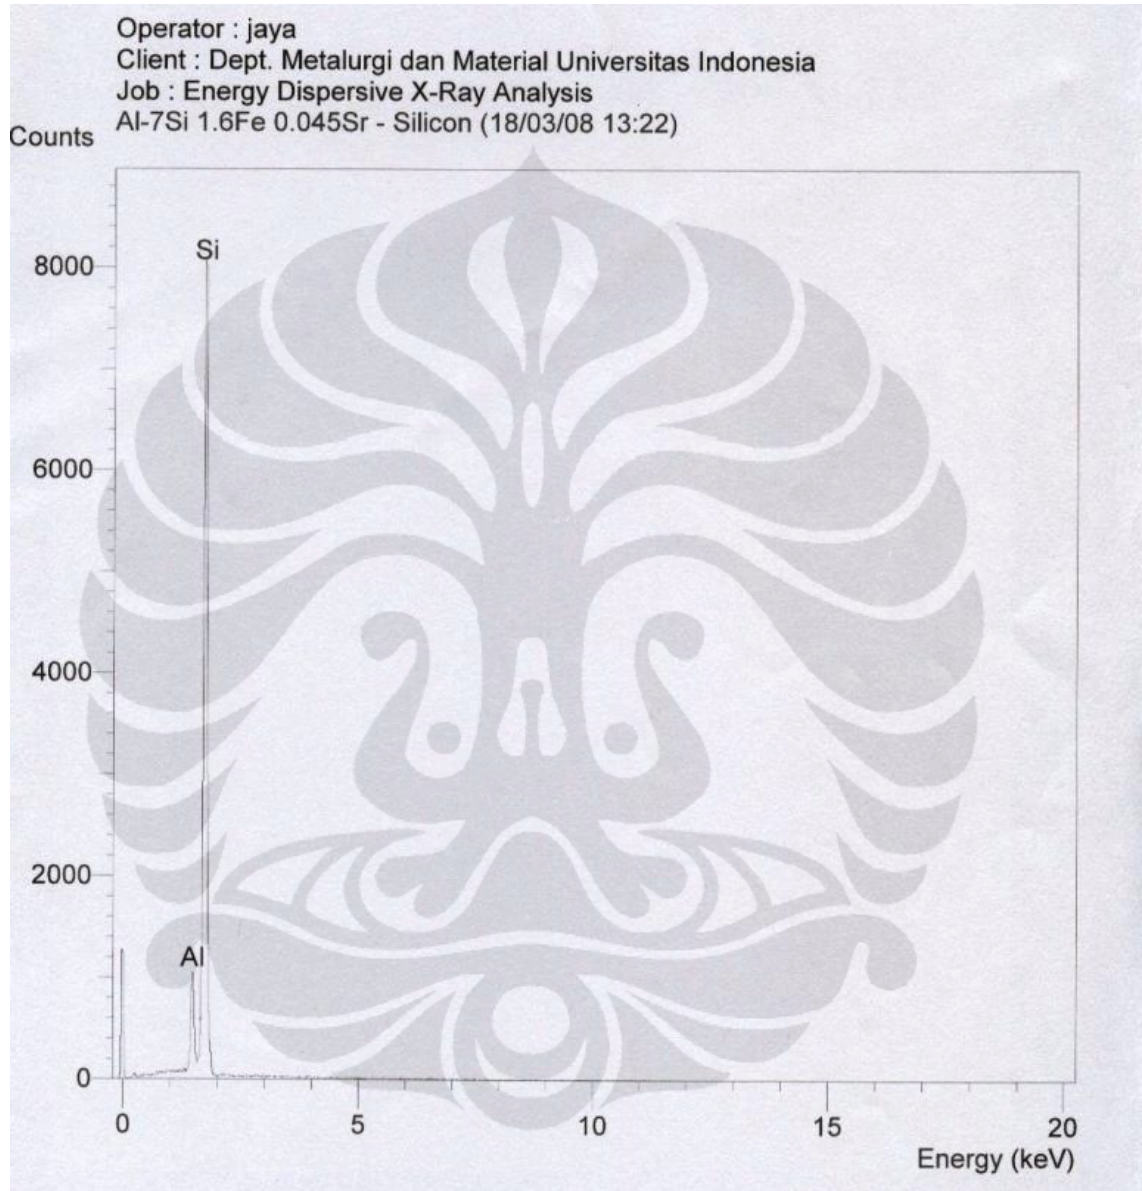 Operator : jaya
Client : Dept. Metalurgi dan Material Universitas Indonesia
Job : Energy Dispersive X-Ray Analysis
Al-7Si 1.6Fe 0.045Sr - Silicon (18/03/08 13:22)
Counts
Si
8000
6000
4000
2000
Al
0
0 5 10 15 20
Energy (keV)